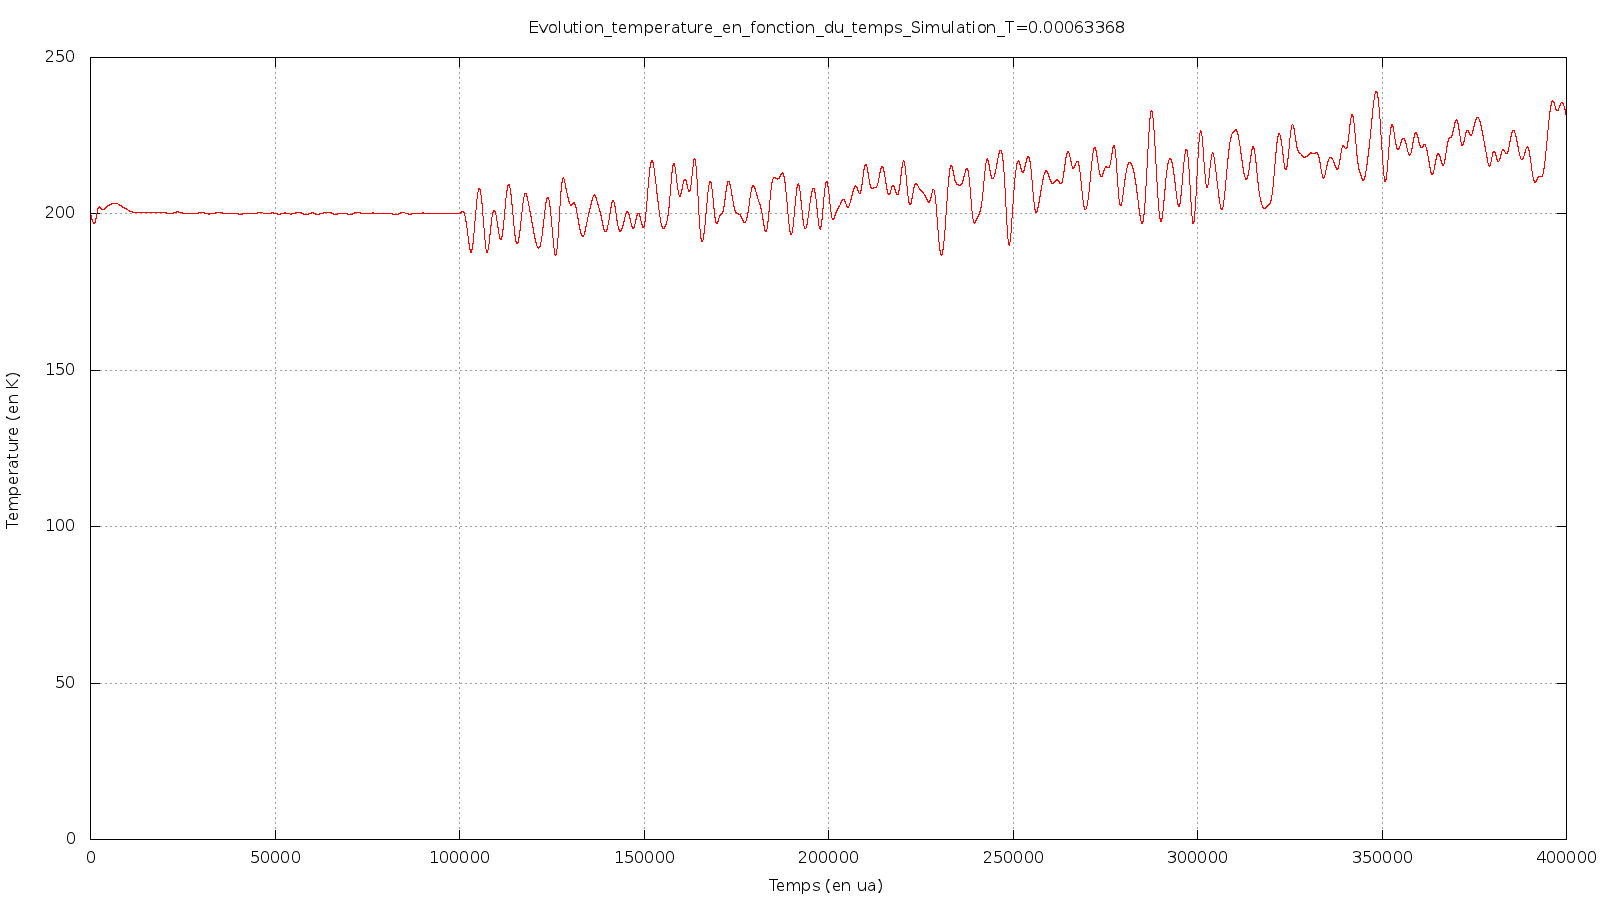 Evolution_temperature_en_fonction_du_temps_Simulation_T=0.00063368
250
200
150
100
50
0
Temperature (en K)
0 50000 100000 150000 200000 250000 300000 350000 400000
Temps (en ua)